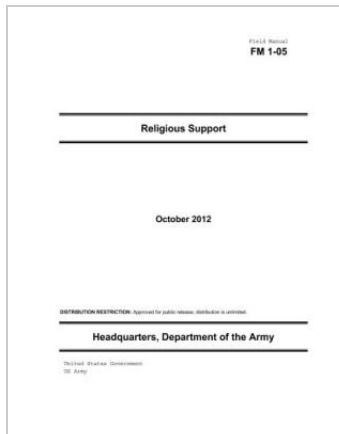 Field Manual
FM 1-05
Religious Support
October 2012
DISTRIBUTION RESTRICTION: Approved for public release; distribution is unlimited.
Headquarters, Department of the Army
United States Government
US Army